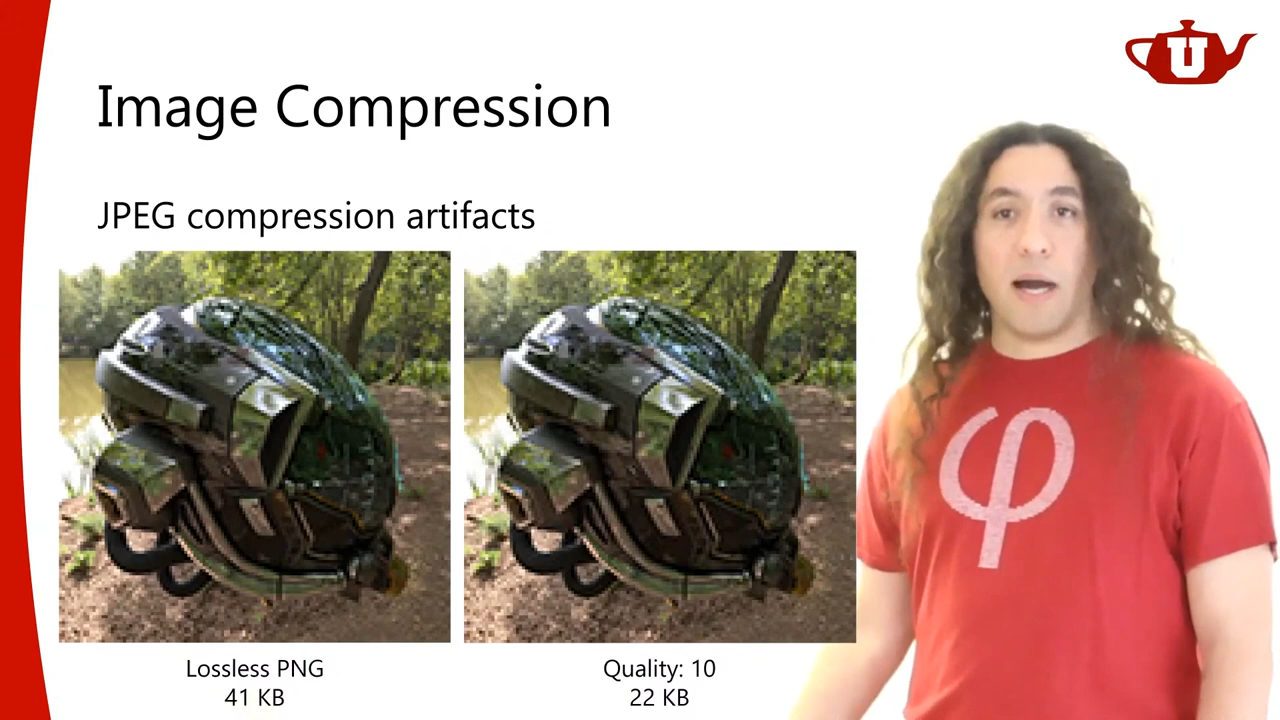 U
Image Compression
JPEG compression artifacts
φ
Lossless PNG
41 KB
Quality: 10
22 KB